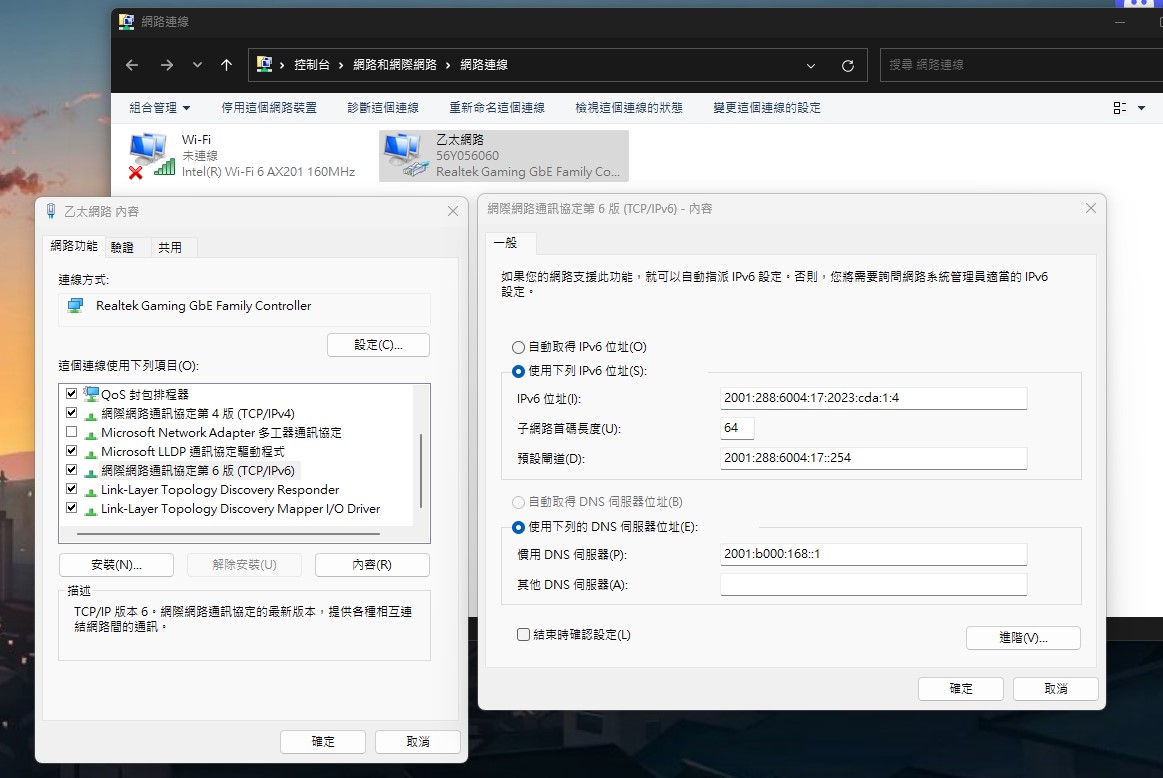 網路連線
控制台 › 網路和網際網路 › 網路連線
搜尋 網路連線
組合管理 停用這個網路裝置 診斷這個連線 重新命名這個連線 檢視這個連線的狀態 變更這個連線的設定
Wi-Fi
未連線
Intel(R) Wi-Fi 6 AX201 160MHz
乙太網路
56Y056060
Realtek Gaming GbE Family Co...
乙太網路 內容
網路功能 驗證 共用
連線方式:
Realtek Gaming GbE Family Controller
設定(C)...
這個連線使用下列項目(O):
QoS 封包排程器
網際網路通訊協定第 4 版 (TCP/IPv4)
Microsoft Network Adapter 多工器通訊協定
Microsoft LLDP 通訊協定驅動程式
網際網路通訊協定第 6 版 (TCP/IPv6)
Link-Layer Topology Discovery Responder
Link-Layer Topology Discovery Mapper I/O Driver
安裝(N)... 解除安裝(U) 內容(R)
描述
TCP/IP 版本 6。網際網路通訊協定的最新版本，提供各種相互連
結網路間的通訊。
確定 取消
網際網路通訊協定第 6 版 (TCP/IPv6) - 內容
一般
如果您的網路支援此功能，就可以自動指派 IPv6 設定。否則，您將需要詢問網路系統管理員適當的 IPv6
設定。
自動取得 IPv6 位址(O)
使用下列 IPv6 位址(S):
IPv6 位址(I): 2001:288:6004:17:2023:cda:1:4
子網路首碼長度(U): 64
預設閘道(D): 2001:288:6004:17::254
自動取得 DNS 伺服器位址(B)
使用下列的 DNS 伺服器位址(E):
慣用 DNS 伺服器(P): 2001:b000:168::1
其他 DNS 伺服器(A):
結束時確認設定(L)
進階(V)...
確定 取消